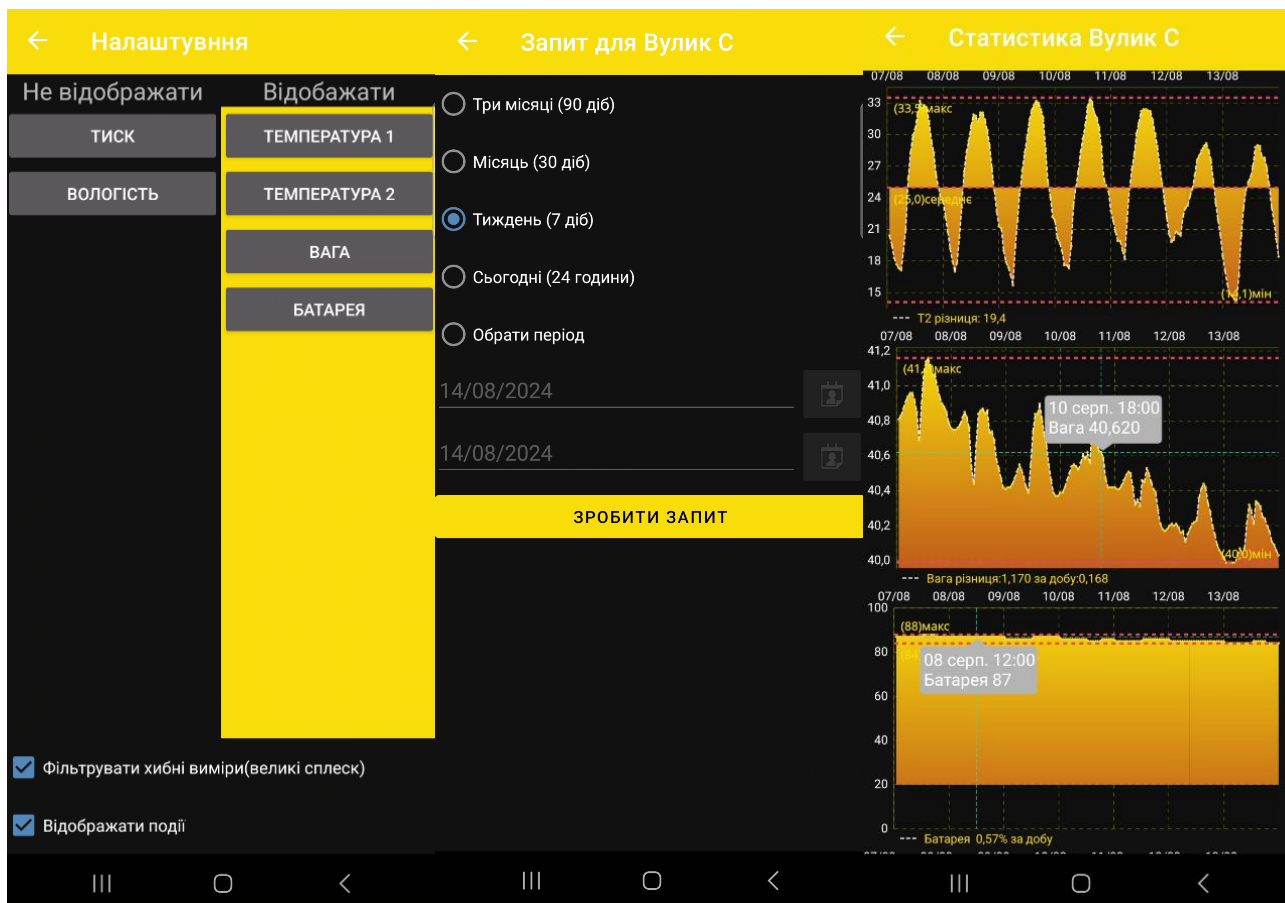 Налаштувння
Не відображати
Відобажати
ТИСК
ТЕМПЕРАТУРА 1
ВОЛОГІСТЬ
ТЕМПЕРАТУРА 2
ВАГА
БАТАРЕЯ
Фільтрувати хибні виміри(великі сплеск)
Відображати події
Запит для Вулик С
Три місяці (90 діб)
Місяць (30 діб)
Тиждень (7 діб)
Сьогодні (24 години)
Обрати період
14/08/2024
14/08/2024
ЗРОБИТИ ЗАПИТ
Статистика Вулик С
07/08 08/08 09/08 10/08 11/08 12/08 13/08
33
(33,5)макс
30
27
24
(25,0)середнє
21
18
15
,1)мін
--- T2 різниця: 19,4
07/08 08/08 09/08 10/08 11/08 12/08 13/08
41,2
(41, макс
41,0
10 серп. 18:00
40,8
Вага 40,620
40,6
40,4
40,2
40,0
(40,0)мін
--- Вага різниця:1,170 за добу:0,168
07/08 08/08 09/08 10/08 11/08 12/08 13/08
100
(88)макс
80
(84
08 серп. 12:00
Батарея 87
60
40
20
0
--- Батарея 0,57% за добу